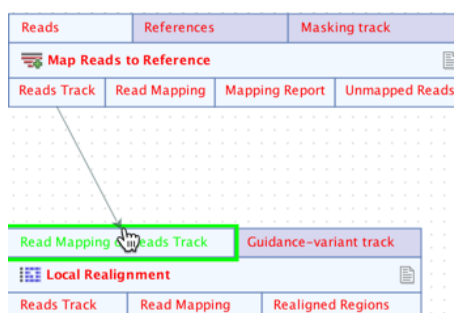 Reads References Masking track
Map Reads to Reference
Reads Track Read Mapping Mapping Report Unmapped Reads
Read Mapping eads Track Guidance-variant track
Local Realignment
Reads Track Read Mapping Realigned Regions